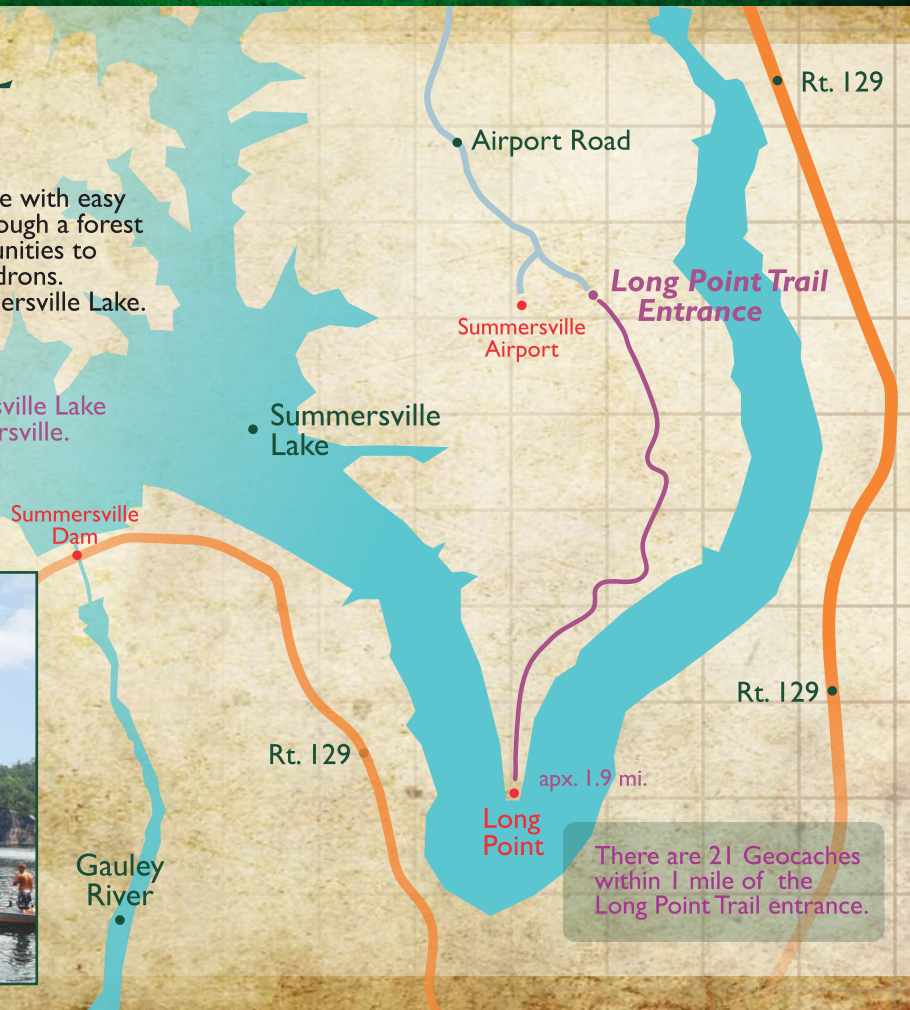 Rt. 129
Airport Road
e with easy
ough a forest
unities to
drons.
ersville Lake.
Long Point Trail
Entrance
Summersville
Airport
sville Lake
rsville.
Summersville
Lake
Summersville
Dam
Rt. 129
Rt. 129
apx. 1.9 mi.
Long
Point
There are 21 Geocaches
within 1 mile of the
Long Point Trail entrance.
Gauley
River